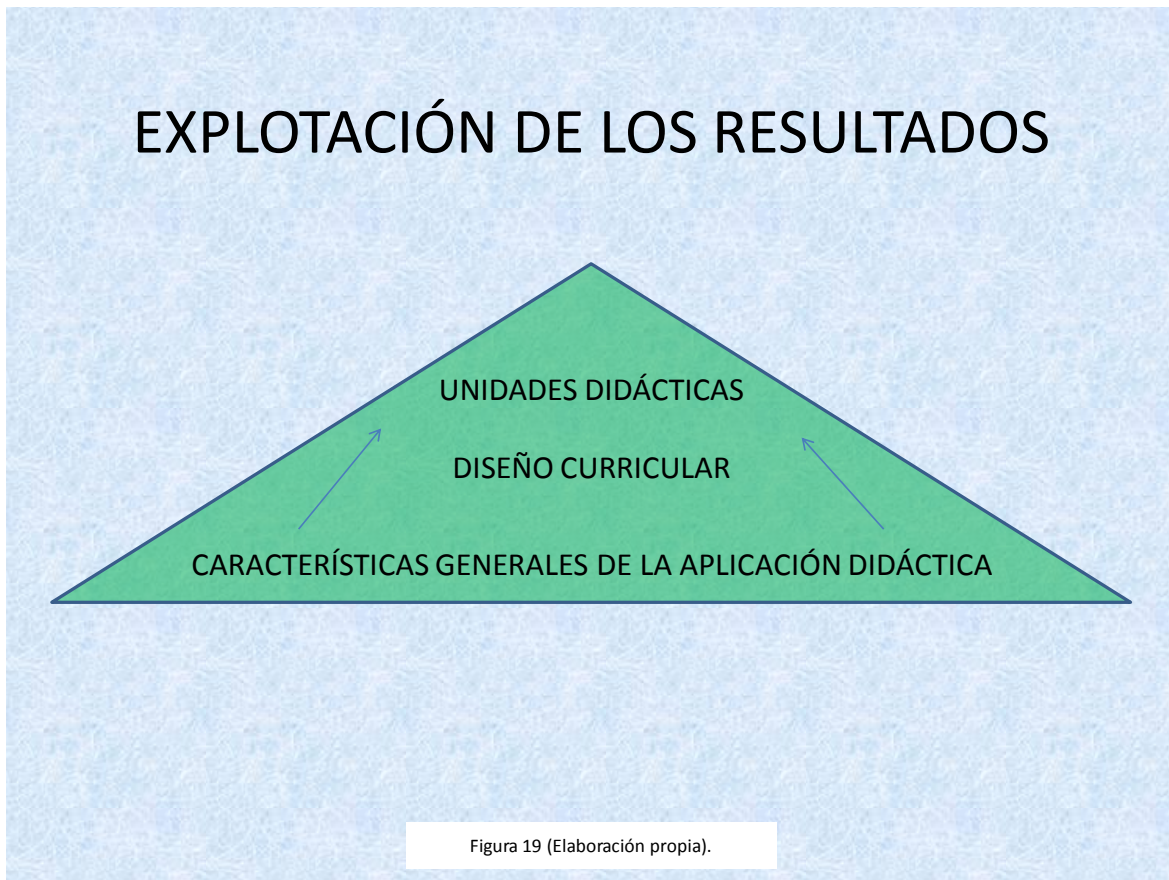 EXPLOTACIÓN DE LOS RESULTADOS
UNIDADES DIDÁCTICAS
DISEÑO CURRICULAR
CARACTERÍSTICAS GENERALES DE LA APLICACIÓN DIDÁCTICA
Figura 19 (Elaboración propia).